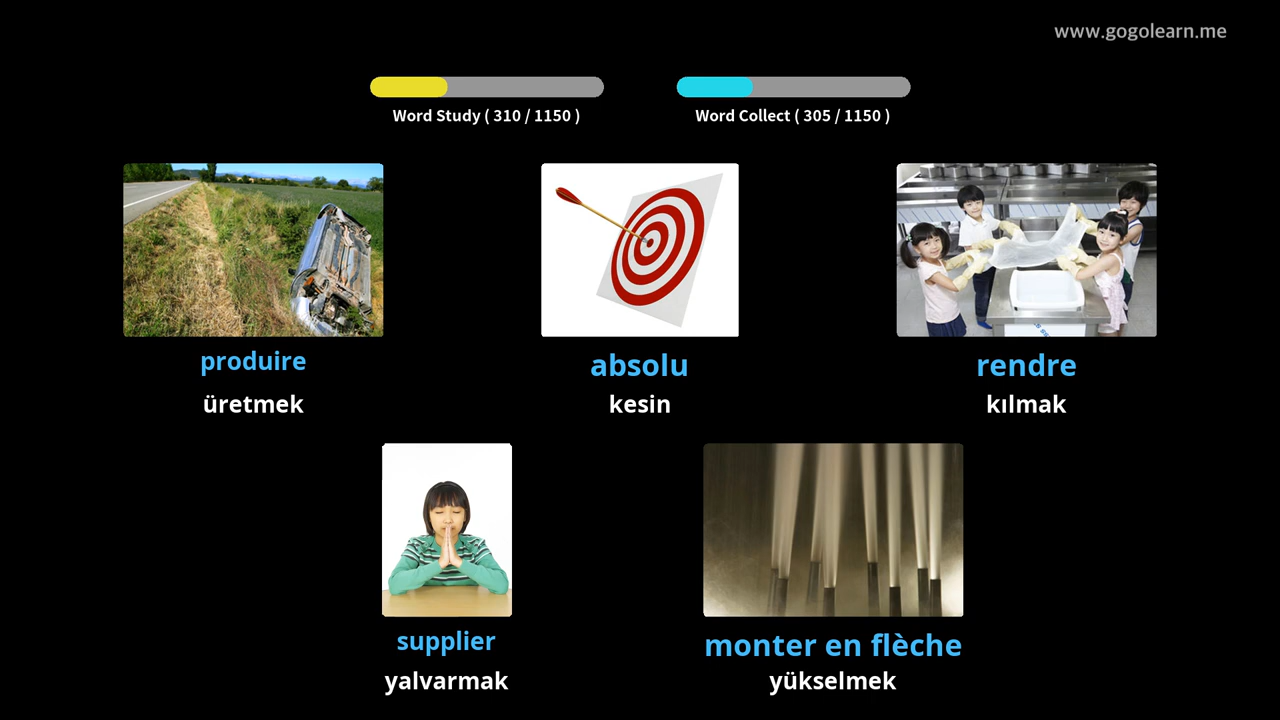 www.gogolearn.me
Word Study ( 310 / 1150 )
Word Collect ( 305 / 1150 )
produire
absolu
rendre
üretmek
kesin
kılmak
supplier
monter en flèche
yalvarmak
yükselmek